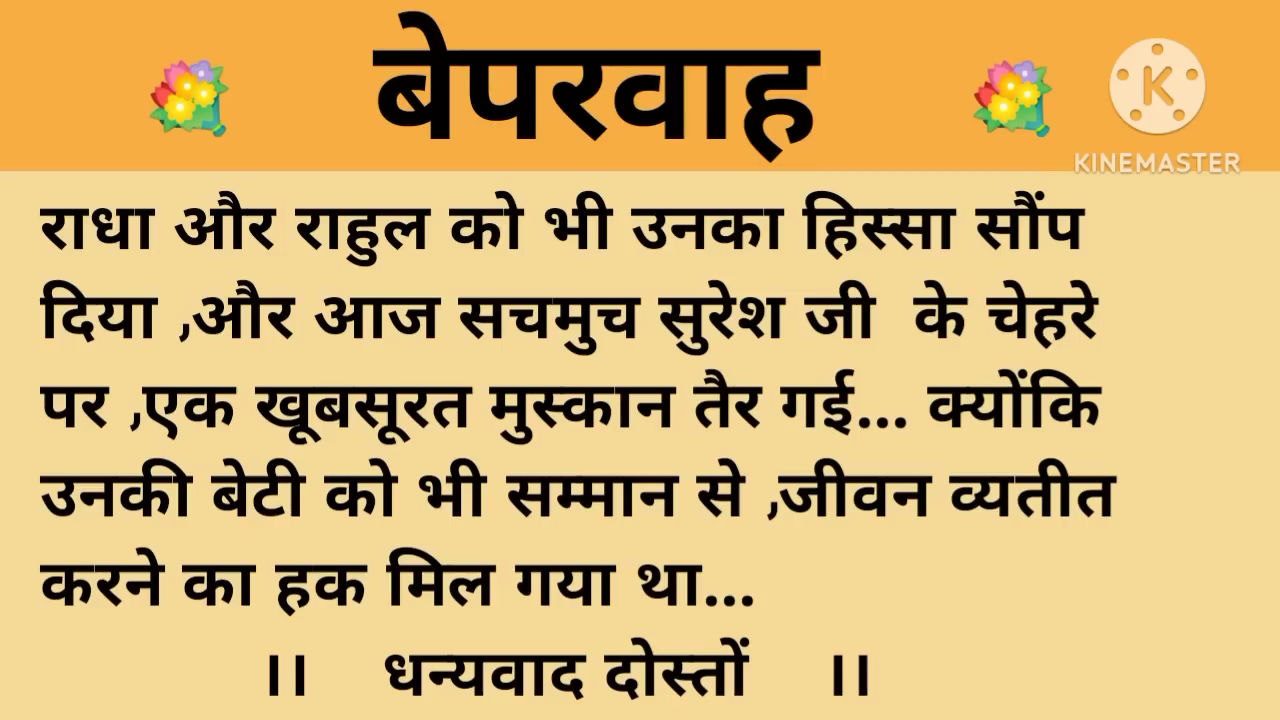 बेपरवाह
K
KINEMASTER
राधा और राहुल को भी उनका हिस्सा सौंप
दिया ,और आज सचमुच सुरेश जी के चेहरे
पर ,एक खूबसूरत मुस्कान तैर गई... क्योंकि
उनकी बेटी को भी सम्मान से ,जीवन व्यतीत
करने का हक मिल गया था...
।। धन्यवाद दोस्तों ।।